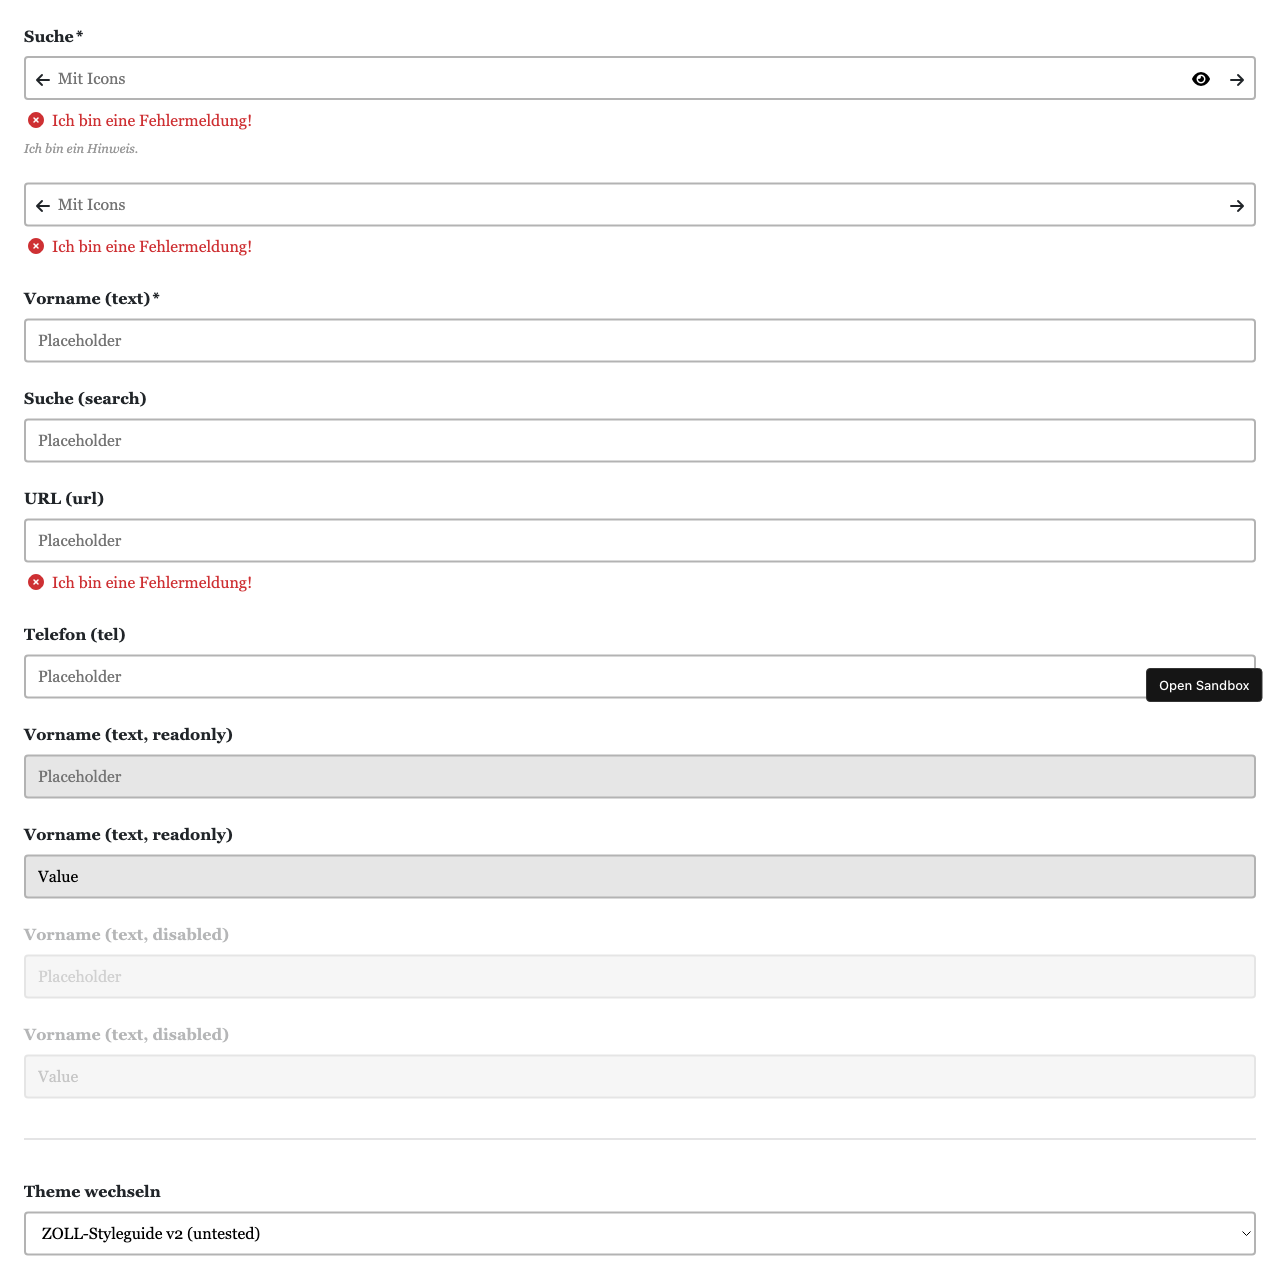 Suche*
Mit Icons
Ich bin eine Fehlermeldung!
Ich bin ein Hinweis.
Mit Icons
Ich bin eine Fehlermeldung!
Vorname (text)*
Placeholder
Suche (search)
Placeholder
URL (url)
Placeholder
Ich bin eine Fehlermeldung!
Telefon (tel)
Placeholder
Open Sandbox
Vorname (text, readonly)
Placeholder
Vorname (text, readonly)
Value
Vorname (text, disabled)
Placeholder
Vorname (text, disabled)
Value
Theme wechseln
ZOLL-Styleguide v2 (untested)